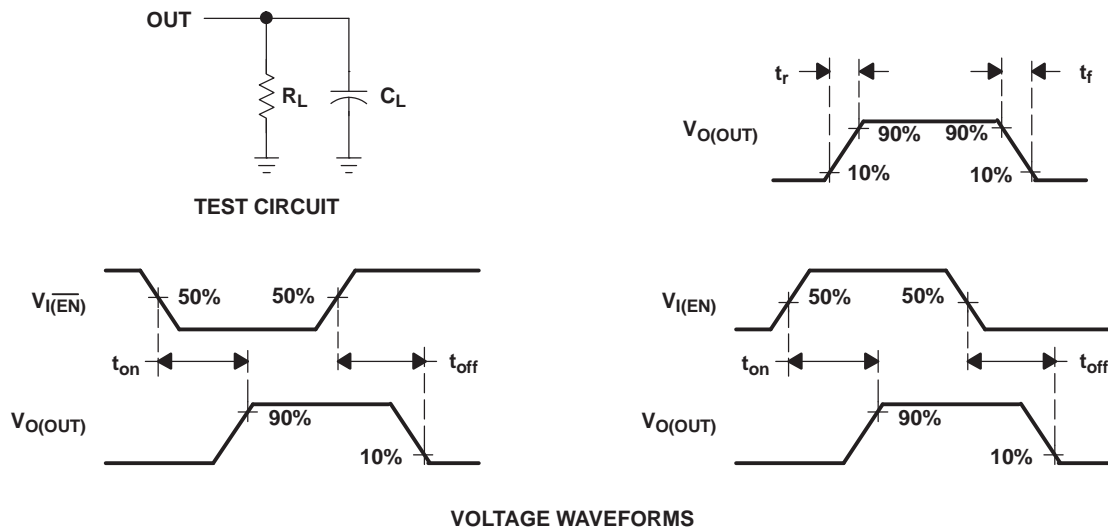 OUT
R_L
C_L
TEST CIRCUIT
t_r
t_f
V_O(OUT)
90%
90%
10%
10%
V_I(E̅N̅)
50%
50%
t_on
t_off
V_O(OUT)
90%
10%
V_I(EN)
50%
50%
t_on
t_off
V_O(OUT)
90%
10%
VOLTAGE WAVEFORMS